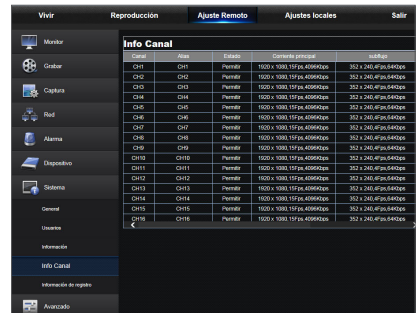 Vivir Reproducción Ajuste Remoto Ajustes locales Salir
Monitor
Grabar
Captura
Red
Alarma
Dispositivo
Sistema
General
Usuarios
Información
Info Canal
Información de registro
Avanzado
Info Canal
Canal Alias Estado Corriente principal subflujo
CH1 CH1 Permitir 1920 x 1080,15Fps,4096Kbps 352 x 240,4Fps,64Kbps
CH2 CH2 Permitir 1920 x 1080,15Fps,4096Kbps 352 x 240,4Fps,64Kbps
CH3 CH3 Permitir 1920 x 1080,15Fps,4096Kbps 352 x 240,4Fps,64Kbps
CH4 CH4 Permitir 1920 x 1080,15Fps,4096Kbps 352 x 240,4Fps,64Kbps
CH5 CH5 Permitir 1920 x 1080,15Fps,4096Kbps 352 x 240,4Fps,64Kbps
CH6 CH6 Permitir 1920 x 1080,15Fps,4096Kbps 352 x 240,4Fps,64Kbps
CH7 CH7 Permitir 1920 x 1080,15Fps,4096Kbps 352 x 240,4Fps,64Kbps
CH8 CH8 Permitir 1920 x 1080,15Fps,4096Kbps 352 x 240,4Fps,64Kbps
CH9 CH9 Permitir 1920 x 1080,15Fps,4096Kbps 352 x 240,4Fps,64Kbps
CH10 CH10 Permitir 1920 x 1080,15Fps,4096Kbps 352 x 240,4Fps,64Kbps
CH11 CH11 Permitir 1920 x 1080,15Fps,4096Kbps 352 x 240,4Fps,64Kbps
CH12 CH12 Permitir 1920 x 1080,15Fps,4096Kbps 352 x 240,4Fps,64Kbps
CH13 CH13 Permitir 1920 x 1080,15Fps,4096Kbps 352 x 240,4Fps,64Kbps
CH14 CH14 Permitir 1920 x 1080,15Fps,4096Kbps 352 x 240,4Fps,64Kbps
CH15 CH15 Permitir 1920 x 1080,15Fps,4096Kbps 352 x 240,4Fps,64Kbps
CH16 CH16 Permitir 1920 x 1080,15Fps,4096Kbps 352 x 240,4Fps,64Kbps